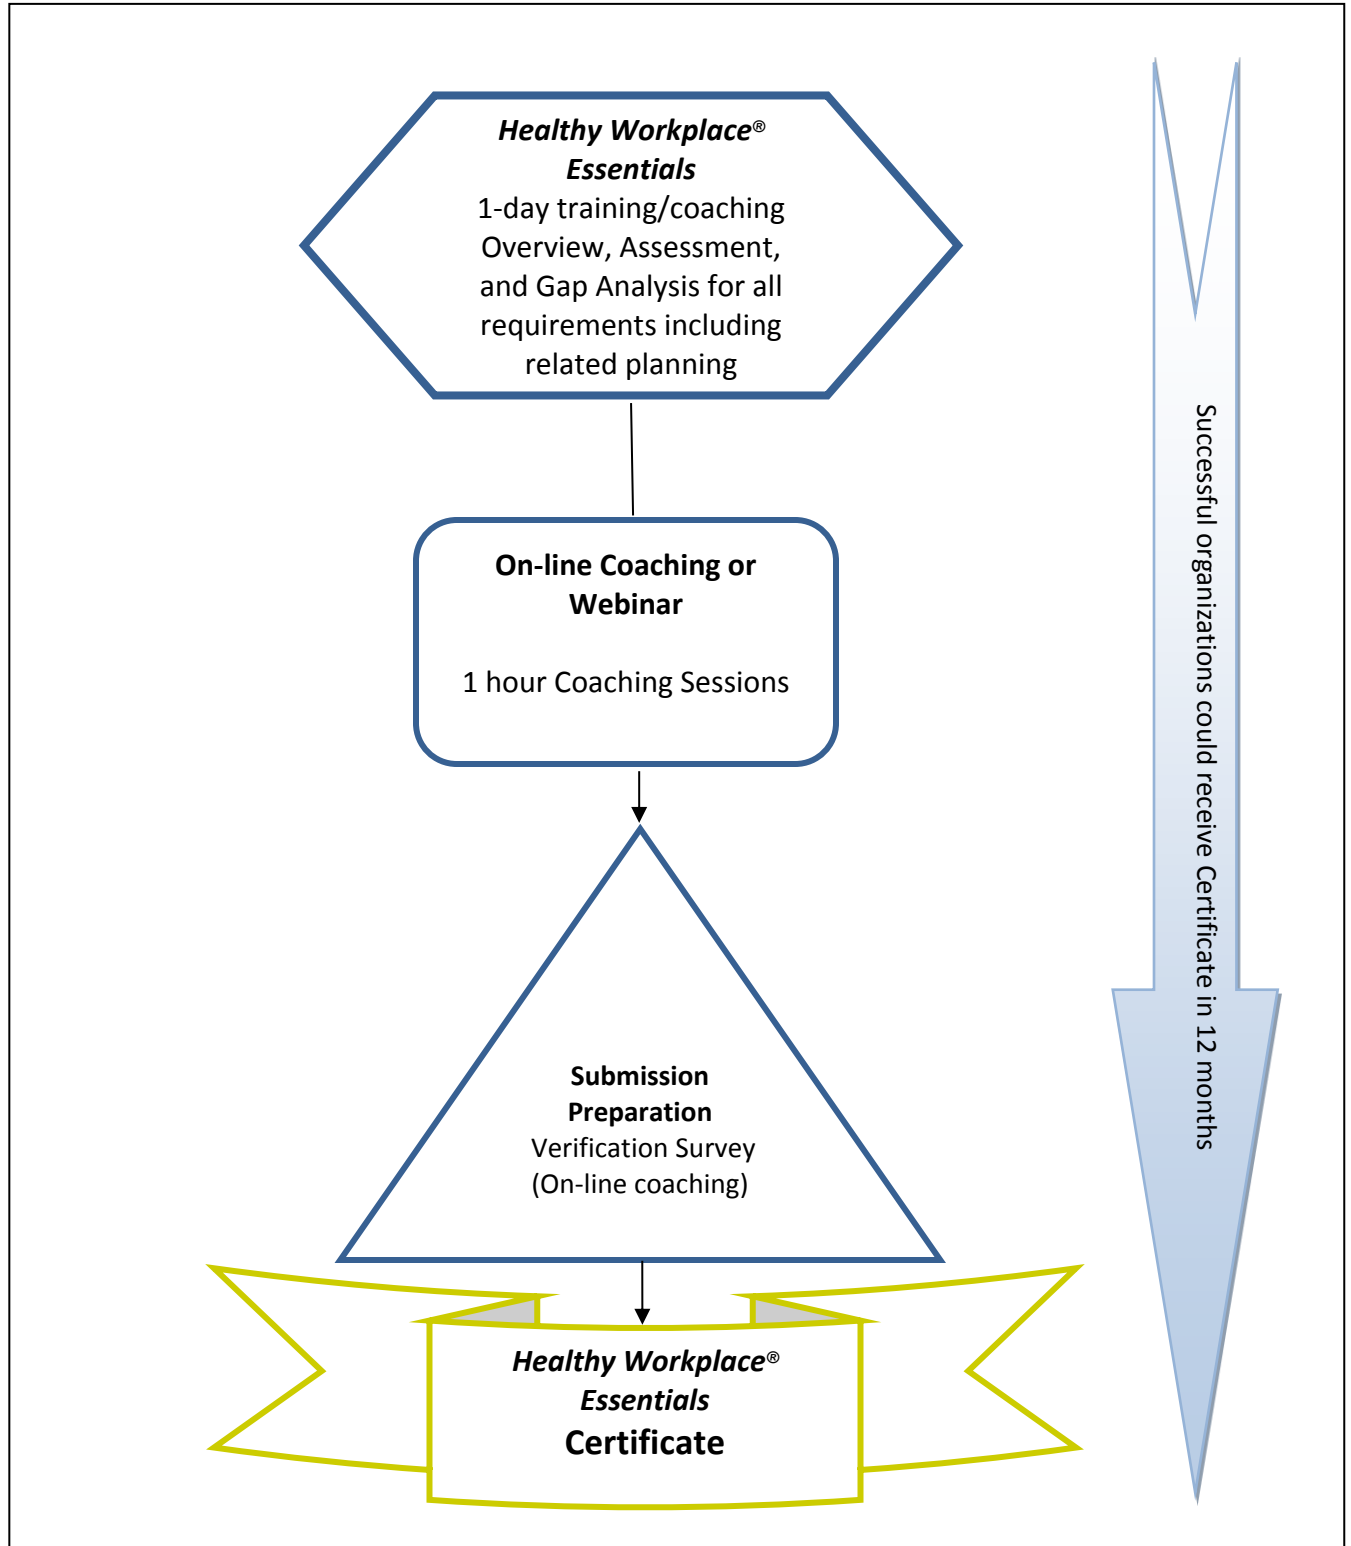 Healthy Workplace®
Essentials
1-day training/coaching
Overview, Assessment,
and Gap Analysis for all
requirements including
related planning
On-line Coaching or
Webinar
1 hour Coaching Sessions
Submission
Preparation
Verification Survey
(On-line coaching)
Healthy Workplace®
Essentials
Certificate
Successful organizations could receive Certificate in 12 months